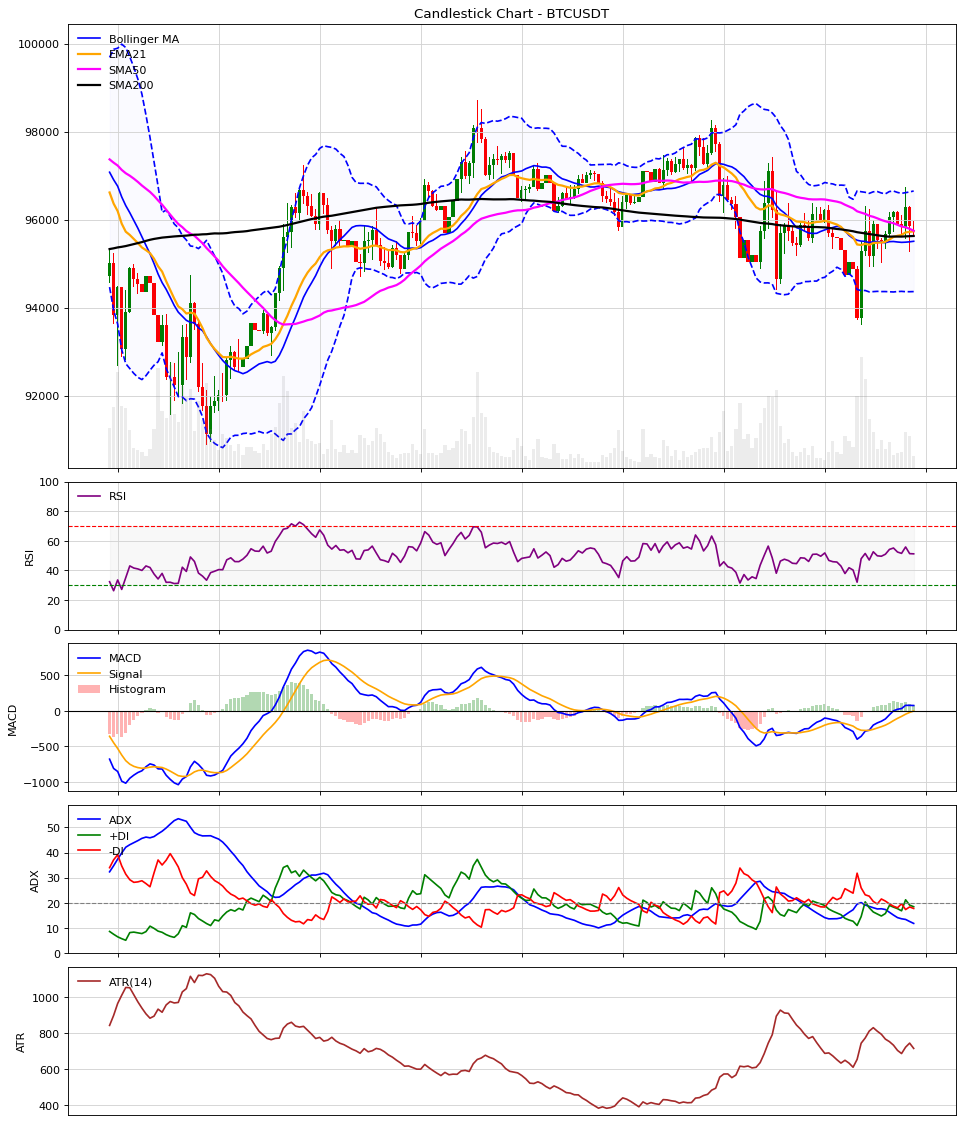 Candlestick Chart - BTCUSDT
100000
98000
96000
94000
92000
Bollinger MA
EMA21
SMA50
SMA200
RSI
100
80
60
40
20
0
RSI
MACD
500
0
−500
−1000
MACD
Signal
Histogram
ADX
50
40
30
20
10
0
ADX
+DI
-DI
ATR
1000
800
600
400
ATR(14)